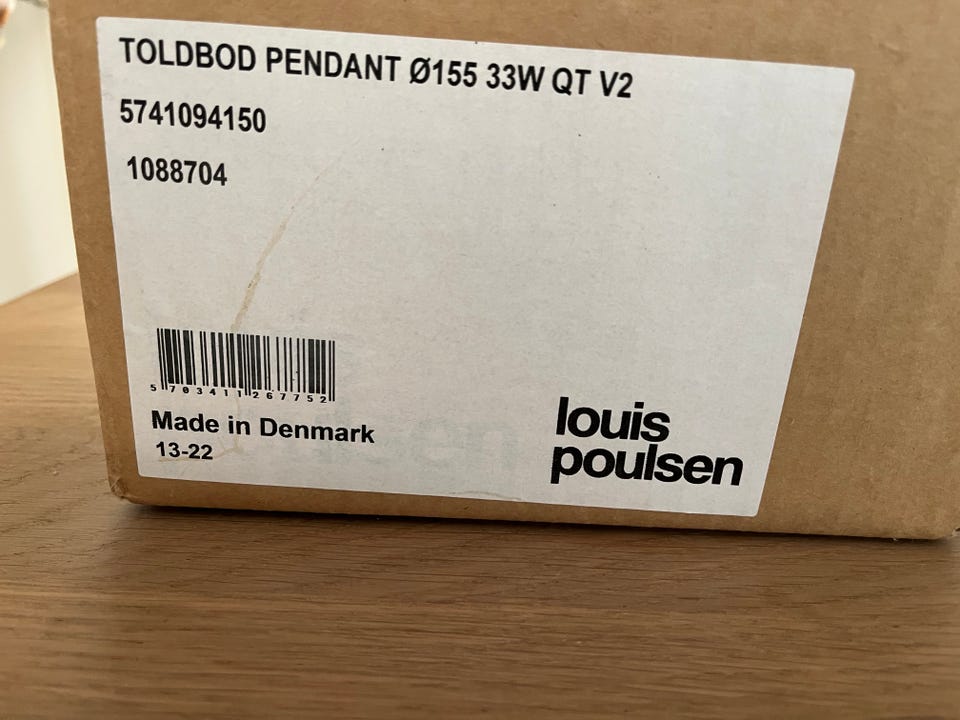 TOLDBOD PENDANT Ø155 33W QT V2
5741094150
1088704
5 703411 267752
Made in Denmark
13-22
louis
poulsen